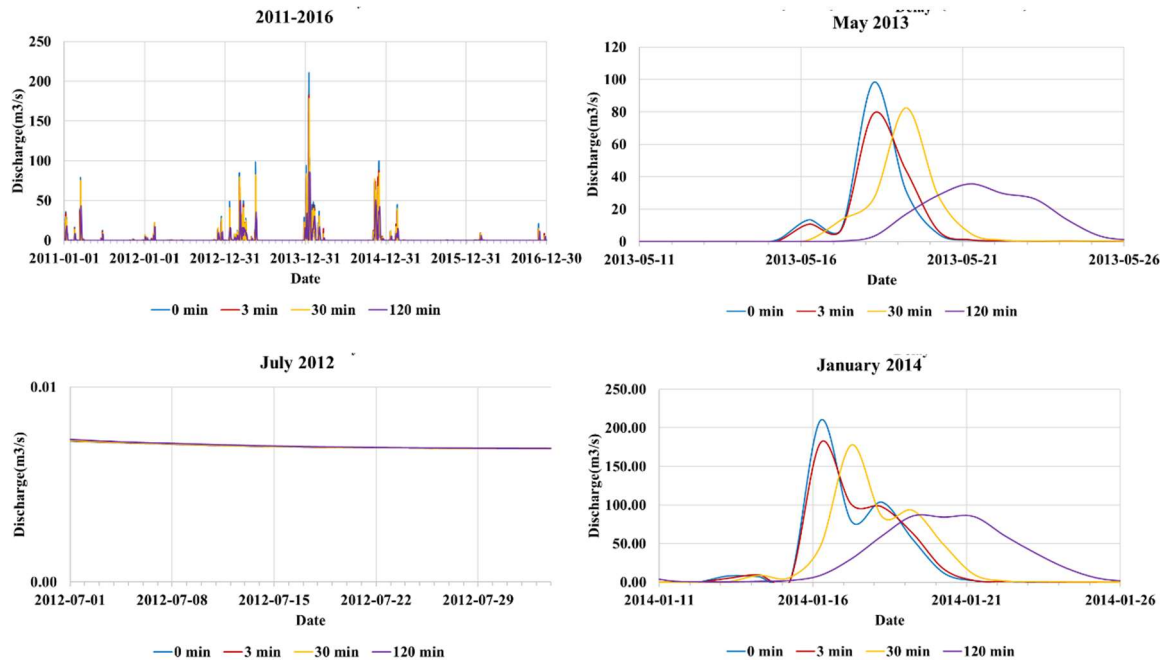 2011-2016
250
200
150
100
50
0
Discharge(m3/s)
2011-01-01 2012-01-01 2012-12-31 2013-12-31 2014-12-31 2015-12-31 2016-12-30
Date
0 min 3 min 30 min 120 min
May 2013
120
100
80
60
40
20
0
Discharge(m3/s)
2013-05-11 2013-05-16 2013-05-21 2013-05-26
Date
0 min 3 min 30 min 120 min
July 2012
0.01
0.00
Discharge(m3/s)
2012-07-01 2012-07-08 2012-07-15 2012-07-22 2012-07-29
Date
0 min 3 min 30 min 120 min
January 2014
250.00
200.00
150.00
100.00
50.00
0.00
Discharge(m3/s)
2014-01-11 2014-01-16 2014-01-21 2014-01-26
Date
0 min 3 min 30 min 120 min